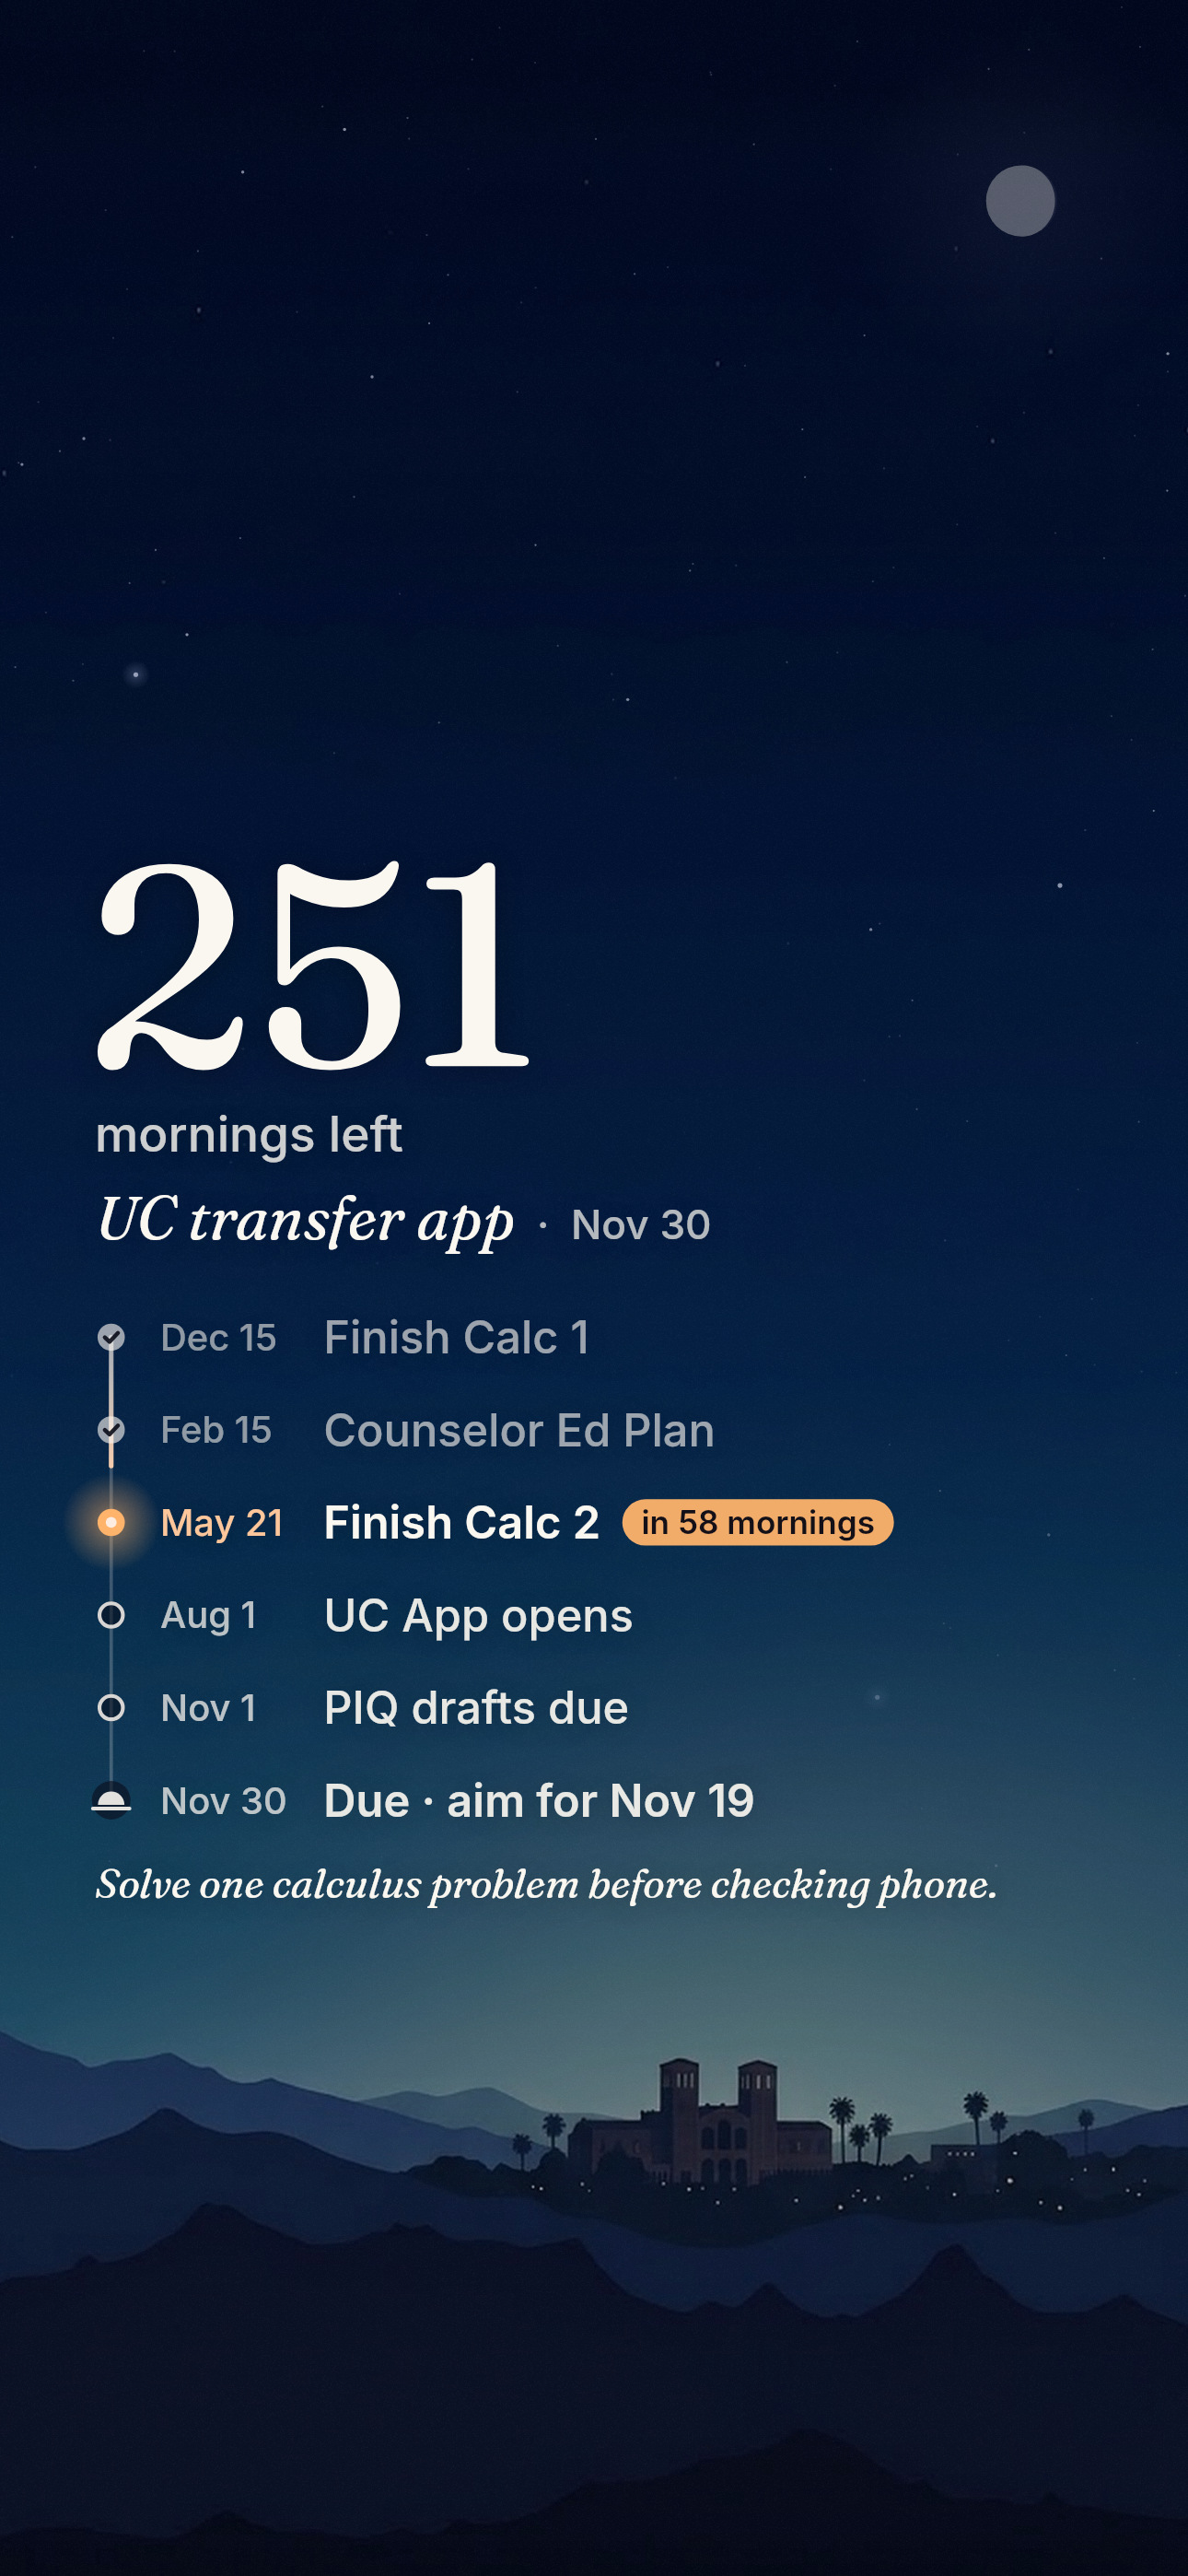 251
mornings left
UC transfer app · Nov 30
Dec 15 Finish Calc 1
Feb 15 Counselor Ed Plan
May 21 Finish Calc 2 in 58 mornings
Aug 1 UC App opens
Nov 1 PIQ drafts due
Nov 30 Due · aim for Nov 19
Solve one calculus problem before checking phone.